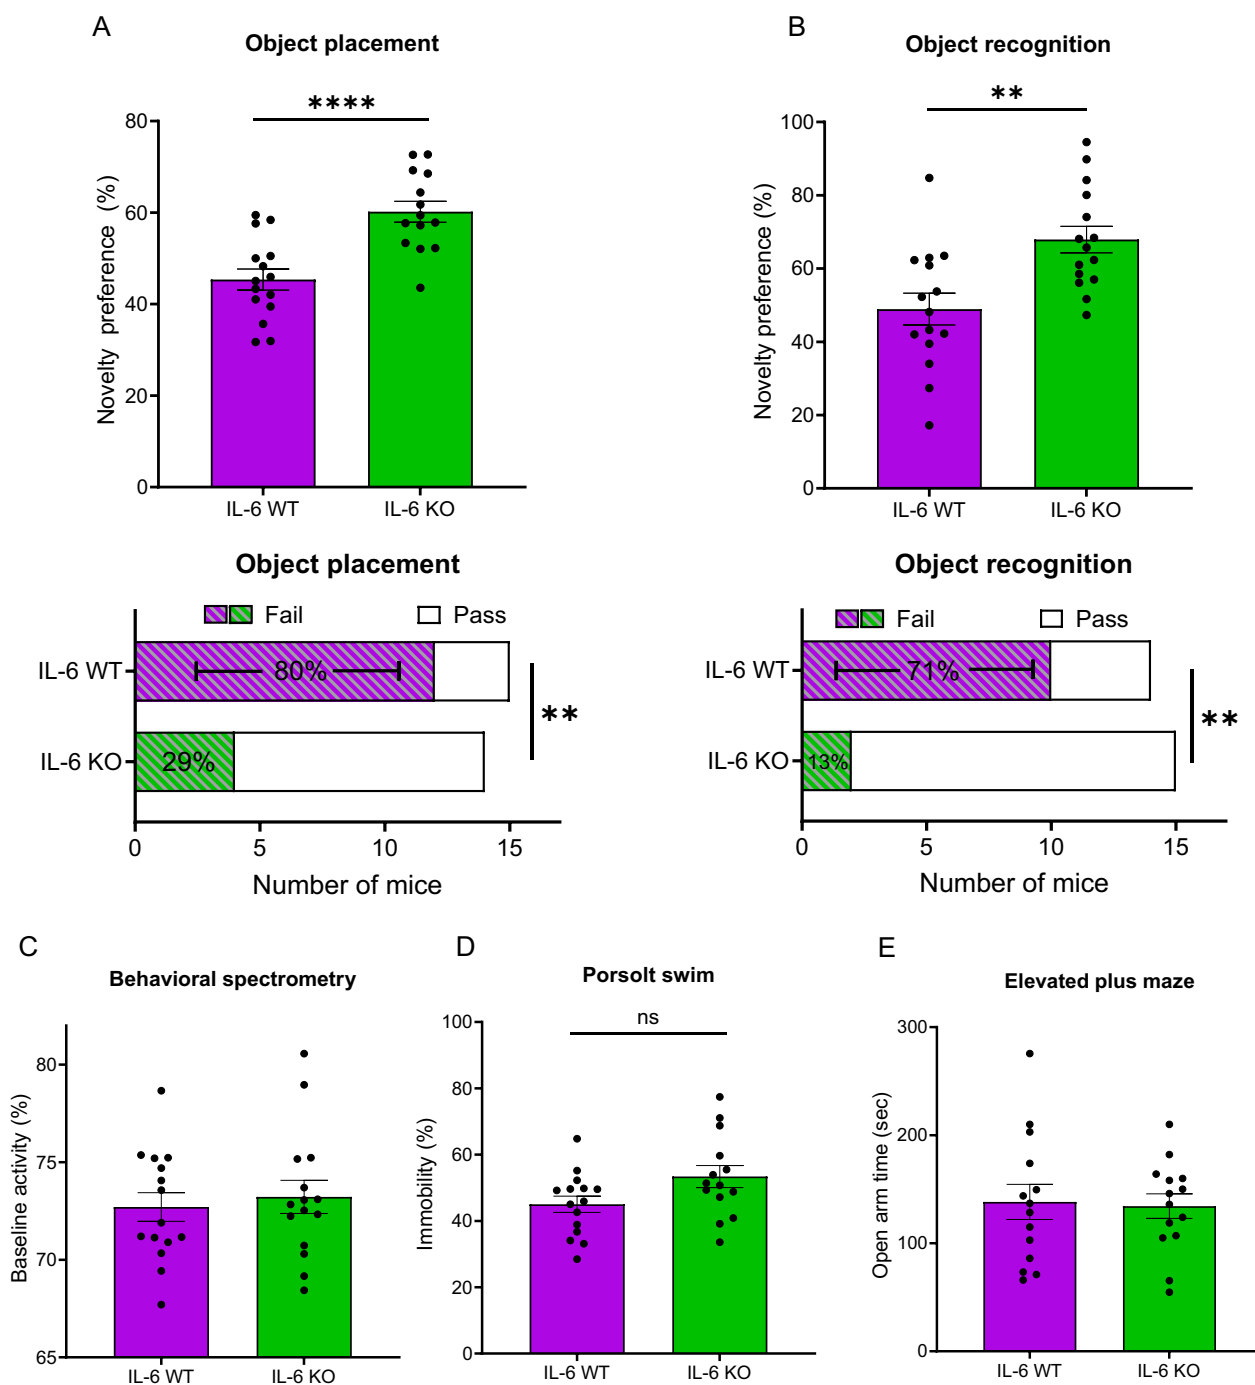 A
Object placement
****
Novelty preference (%)
80
60
40
20
0
IL-6 WT
IL-6 KO
B
Object recognition
**
Novelty preference (%)
100
80
60
40
20
0
IL-6 WT
IL-6 KO
Object placement
Fail
Pass
IL-6 WT
80%
IL-6 KO
29%
**
0
5
10
15
Number of mice
Object recognition
Fail
Pass
IL-6 WT
71%
IL-6 KO
13%
**
0
5
10
15
Number of mice
C
Behavioral spectrometry
Baseline activity (%)
80
75
70
65
IL-6 WT
IL-6 KO
D
Porsolt swim
ns
Immobility (%)
100
80
60
40
20
0
IL-6 WT
IL-6 KO
E
Elevated plus maze
Open arm time (sec)
300
200
100
0
IL-6 WT
IL-6 KO